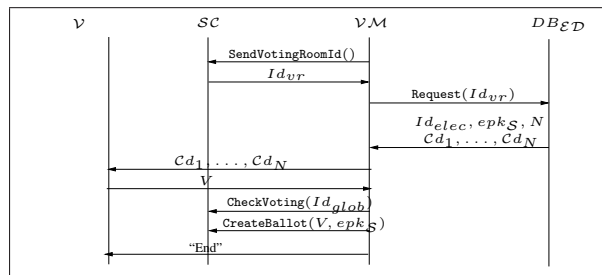 𝒱 𝒮𝒞 𝒱ℳ DB_ℰ𝒟
SendVotingRoomId()
Id_vr
Request(Id_vr)
Id_elec, epk_𝒮, N
𝒞d_1, . . . , 𝒞d_N
𝒞d_1, . . . , 𝒞d_N
V
CheckVoting(Id_glob)
CreateBallot(V, epk_𝒮)
“End”